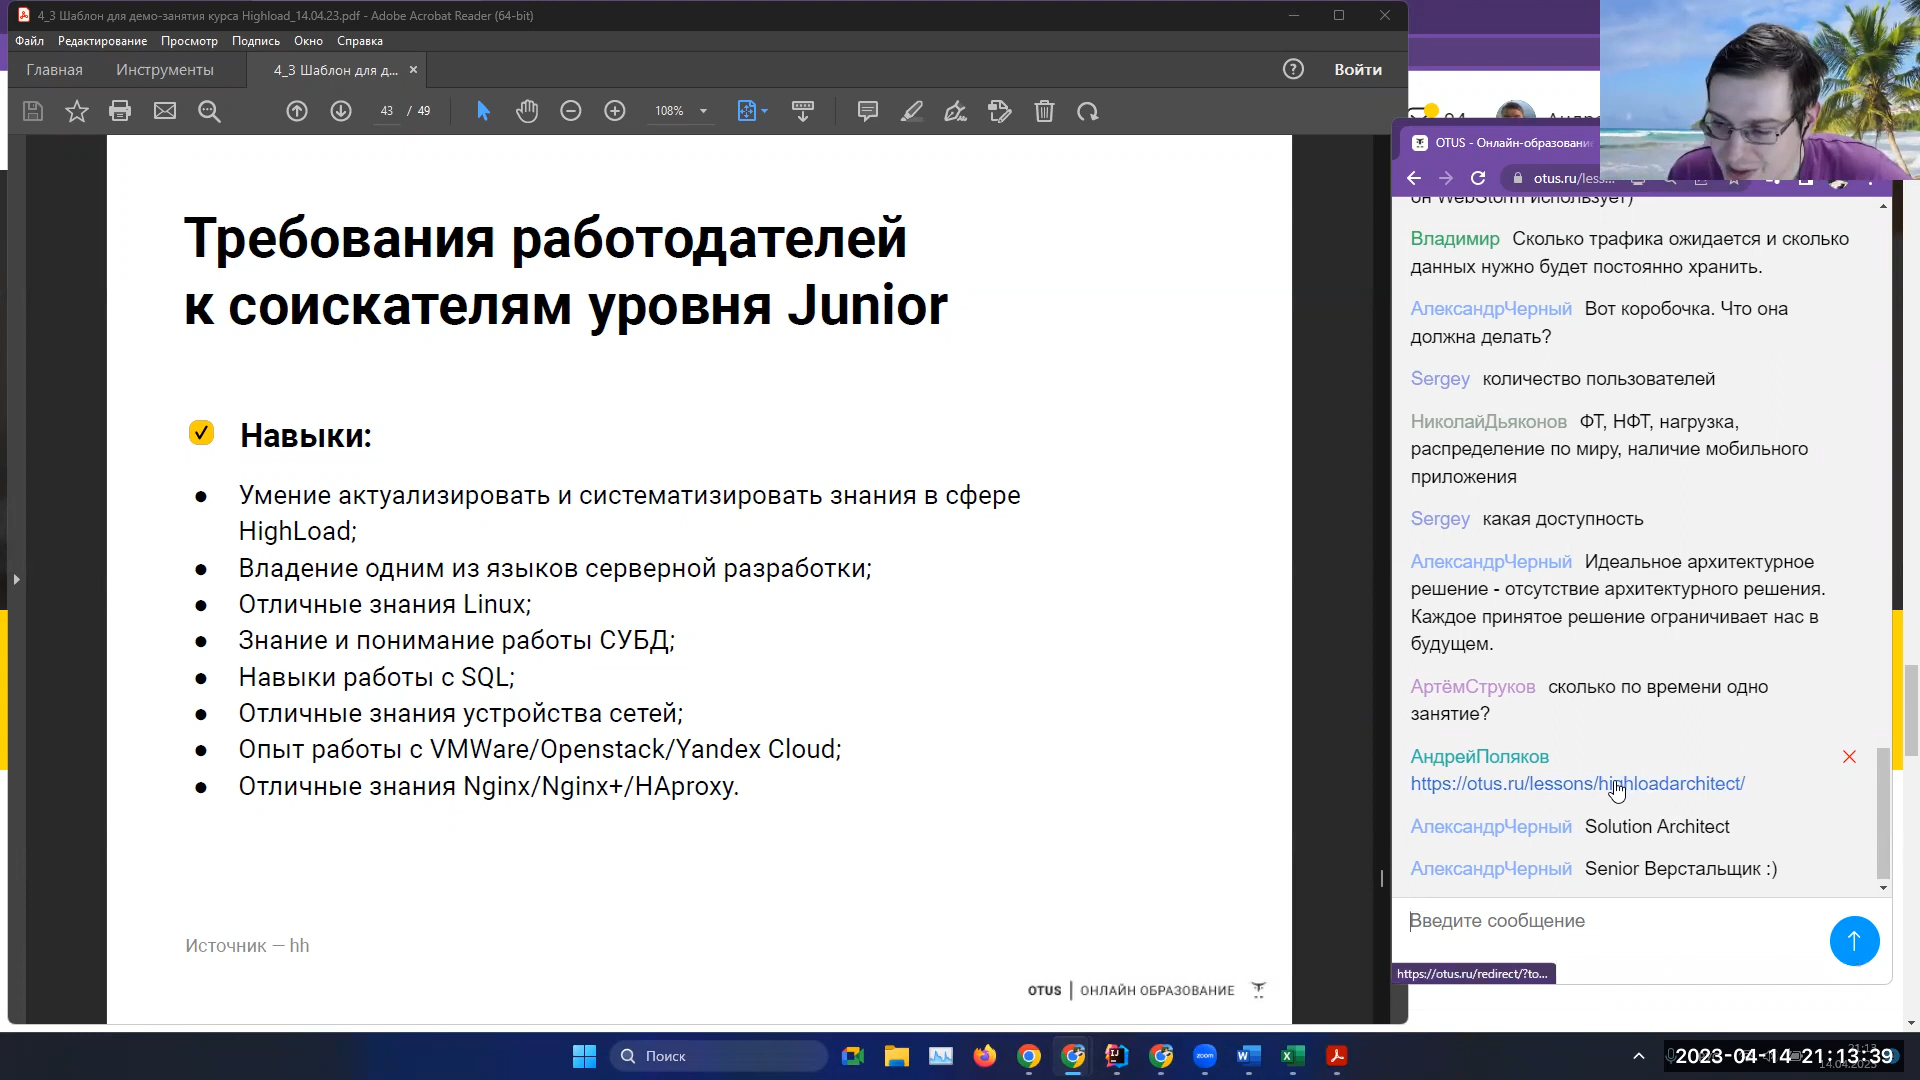 4_3 Шаблон для демо-занятия курса Highload_14.04.23.pdf - Adobe Acrobat Reader (64-bit)
Файл Редактирование Просмотр Подпись Окно Справка
Главная Инструменты 4_3 Шаблон для д... × Войти
43 / 49 108%
Требования работодателей
к соискателям уровня Junior
Навыки:
● Умение актуализировать и систематизировать знания в сфере
HighLoad;
● Владение одним из языков серверной разработки;
● Отличные знания Linux;
● Знание и понимание работы СУБД;
● Навыки работы с SQL;
● Отличные знания устройства сетей;
● Опыт работы с VMWare/Openstack/Yandex Cloud;
● Отличные знания Nginx/Nginx+/HAproxy.
Источник — hh
OTUS | ОНЛАЙН ОБРАЗОВАНИЕ
OTUS - Онлайн-образование
otus.ru/less...
он WebStorm использует)
Владимир Сколько трафика ожидается и сколько
данных нужно будет постоянно хранить.
АлександрЧерный Вот коробочка. Что она
должна делать?
Sergey количество пользователей
НиколайДьяконов ФТ, НФТ, нагрузка,
распределение по миру, наличие мобильного
приложения
Sergey какая доступность
АлександрЧерный Идеальное архитектурное
решение - отсутствие архитектурного решения.
Каждое принятое решение ограничивает нас в
будущем.
АртёмСтруков сколько по времени одно
занятие?
АндрейПоляков
https://otus.ru/lessons/highloadarchitect/
АлександрЧерный Solution Architect
АлександрЧерный Senior Верстальщик :)
Введите сообщение
https://otus.ru/redirect/?to...
Поиск
zoom
2023-04-14 21:13:39